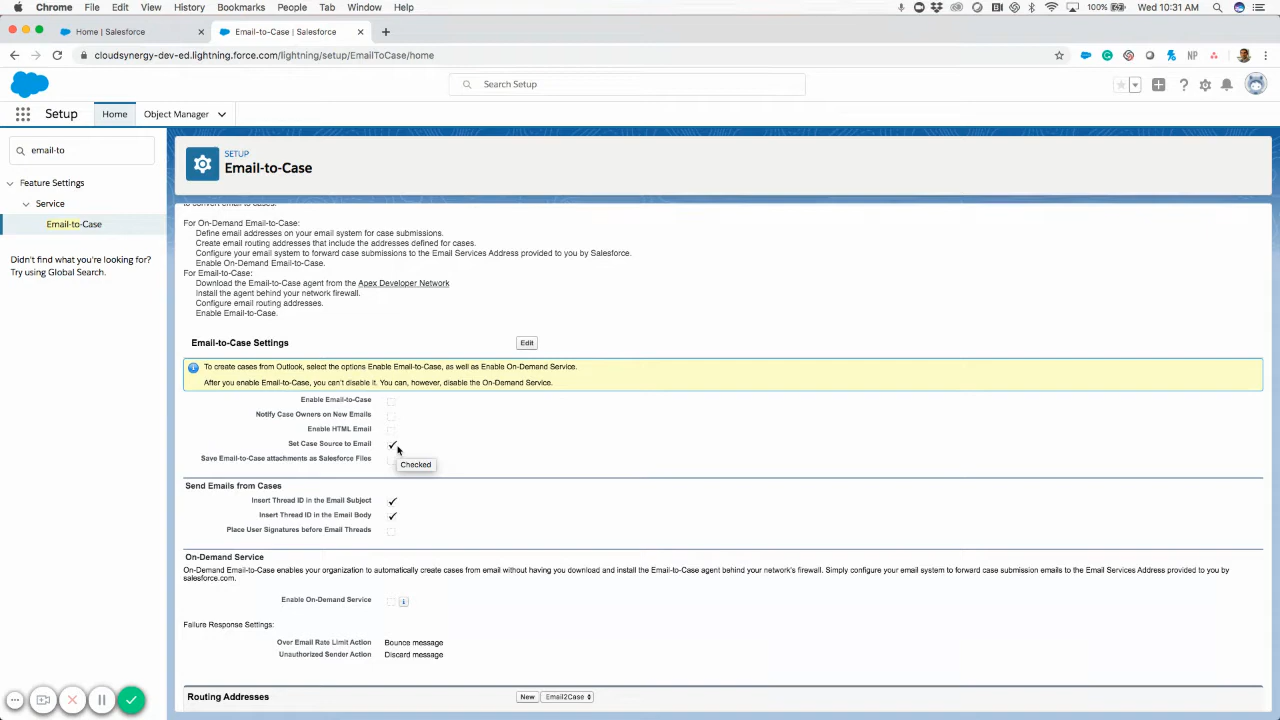 Chrome File Edit View History Bookmarks People Tab Window Help
100% Wed 10:31 AM
Home | Salesforce
Email-to-Case | Salesforce
cloudsynergy-dev-ed.lightning.force.com/lightning/setup/EmailToCase/home
NP
Search Setup
Setup Home Object Manager
email-to
Feature Settings
Service
Email-to-Case
Didn't find what you're looking for?
Try using Global Search.
SETUP
Email-to-Case
to convert email to cases.
For On-Demand Email-to-Case:
Define email addresses on your email system for case submissions.
Create email routing addresses that include the addresses defined for cases.
Configure your email system to forward case submissions to the Email Services Address provided to you by Salesforce.
Enable On-Demand Email-to-Case.
For Email-to-Case:
Download the Email-to-Case agent from the Apex Developer Network
Install the agent behind your network firewall.
Configure email routing addresses.
Enable Email-to-Case.
Email-to-Case Settings Edit
To create cases from Outlook, select the options Enable Email-to-Case, as well as Enable On-Demand Service.
After you enable Email-to-Case, you can't disable it. You can, however, disable the On-Demand Service.
Enable Email-to-Case
Notify Case Owners on New Emails
Enable HTML Email
Set Case Source to Email
Save Email-to-Case attachments as Salesforce Files
Checked
Send Emails from Cases
Insert Thread ID in the Email Subject
Insert Thread ID in the Email Body
Place User Signatures before Email Threads
On-Demand Service
On-Demand Email-to-Case enables your organization to automatically create cases from email without having you download and install the Email-to-Case agent behind your network's firewall. Simply configure your email system to forward case submission emails to the Email Services Address provided to you by
salesforce.com.
Enable On-Demand Service
Failure Response Settings:
Over Email Rate Limit Action Bounce message
Unauthorized Sender Action Discard message
Routing Addresses New Email2Case